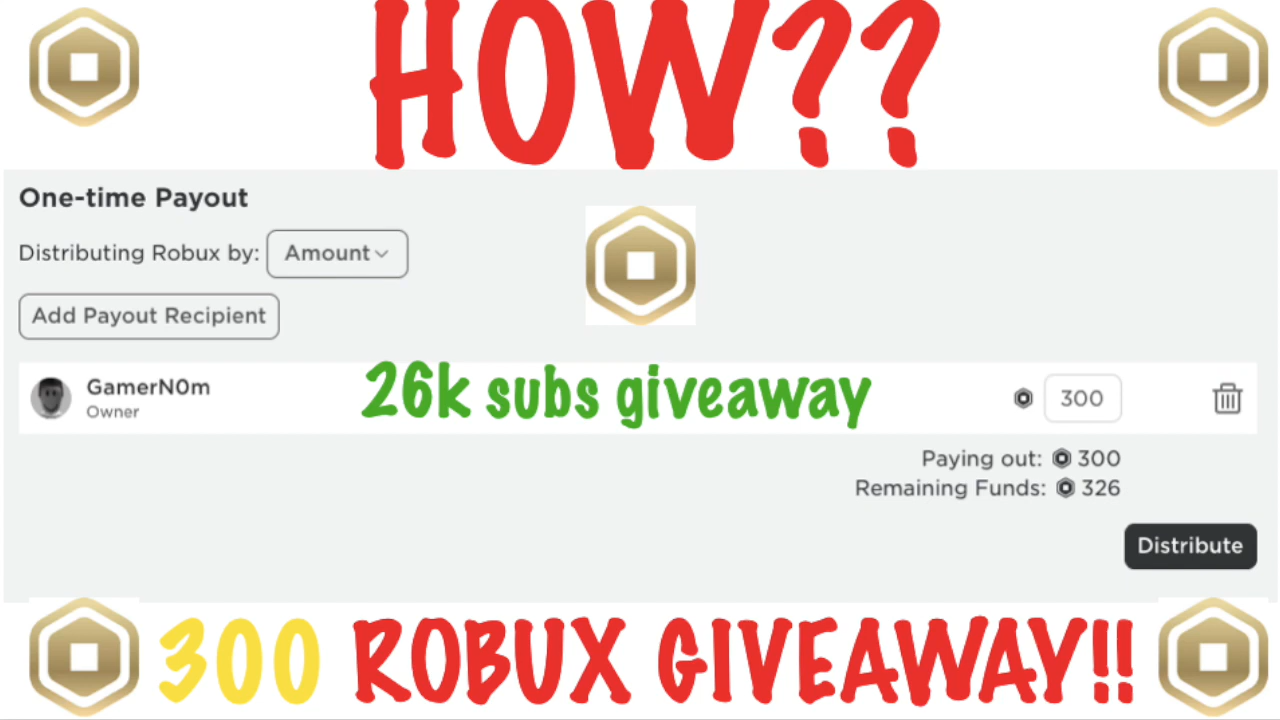 HOW??
One-time Payout
Distributing Robux by: Amount
Add Payout Recipient
GamerN0m
Owner
26k subs giveaway
300
Paying out: 300
Remaining Funds: 326
Distribute
300 ROBUX GIVEAWAY!!